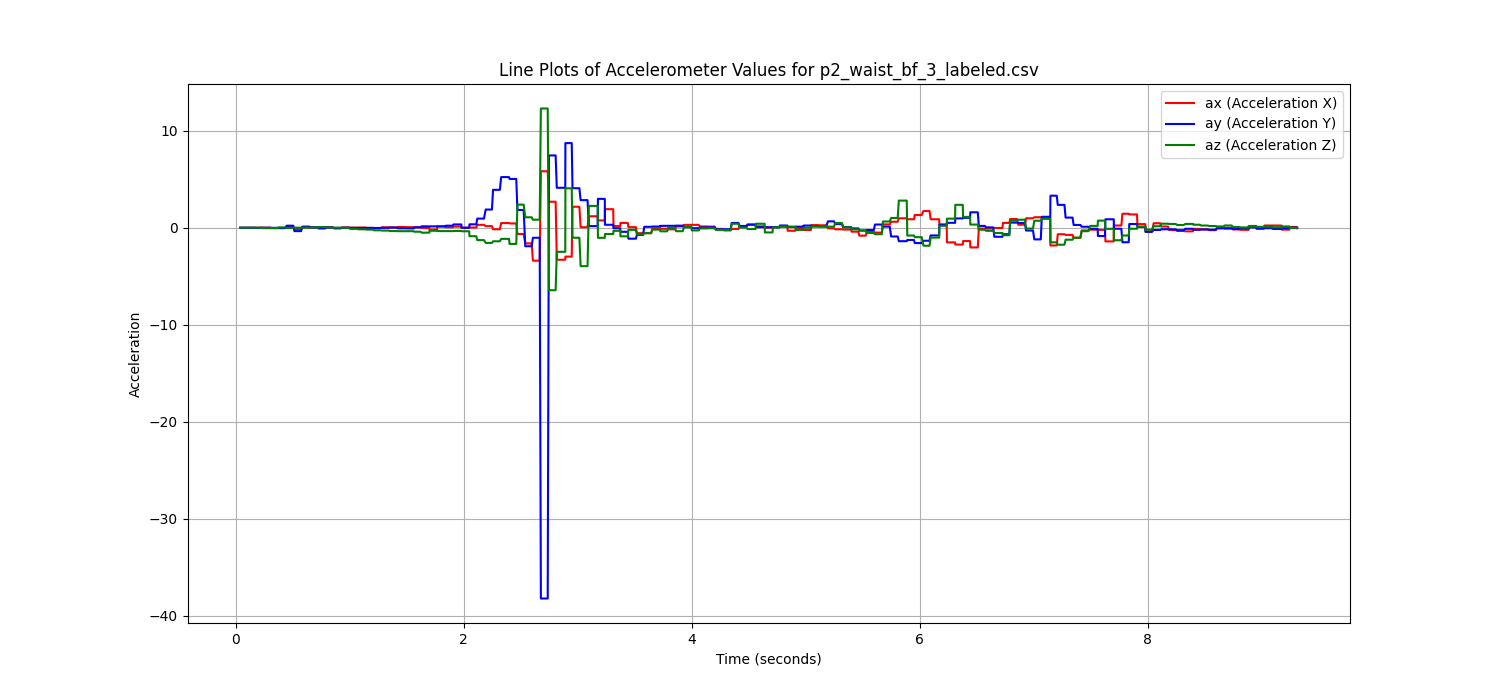 Line Plots of Accelerometer Values for p2_waist_bf_3_labeled.csv
ax (Acceleration X)
ay (Acceleration Y)
az (Acceleration Z)
10
0
−10
−20
−30
−40
Acceleration
0 2 4 6 8
Time (seconds)